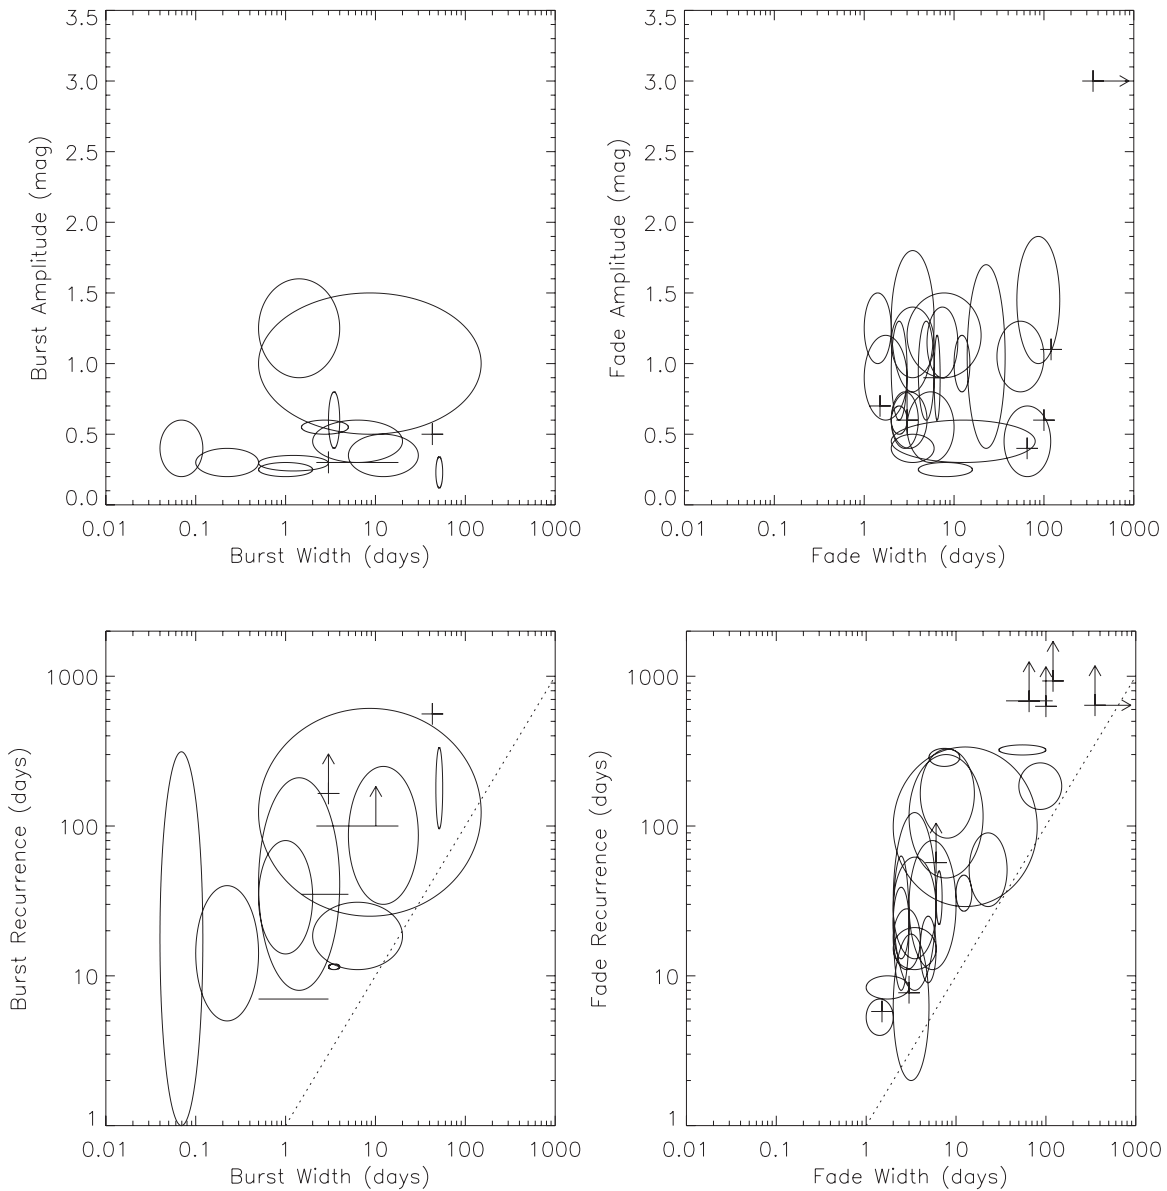 3.5
3.0
2.5
2.0
1.5
1.0
0.5
0.0
Burst Amplitude (mag)
0.01 0.1 1 10 100 1000
Burst Width (days)
3.5
3.0
2.5
2.0
1.5
1.0
0.5
0.0
Fade Amplitude (mag)
0.01 0.1 1 10 100 1000
Fade Width (days)
1000
100
10
1
Burst Recurrence (days)
0.01 0.1 1 10 100 1000
Burst Width (days)
1000
100
10
1
Fade Recurrence (days)
0.01 0.1 1 10 100 1000
Fade Width (days)